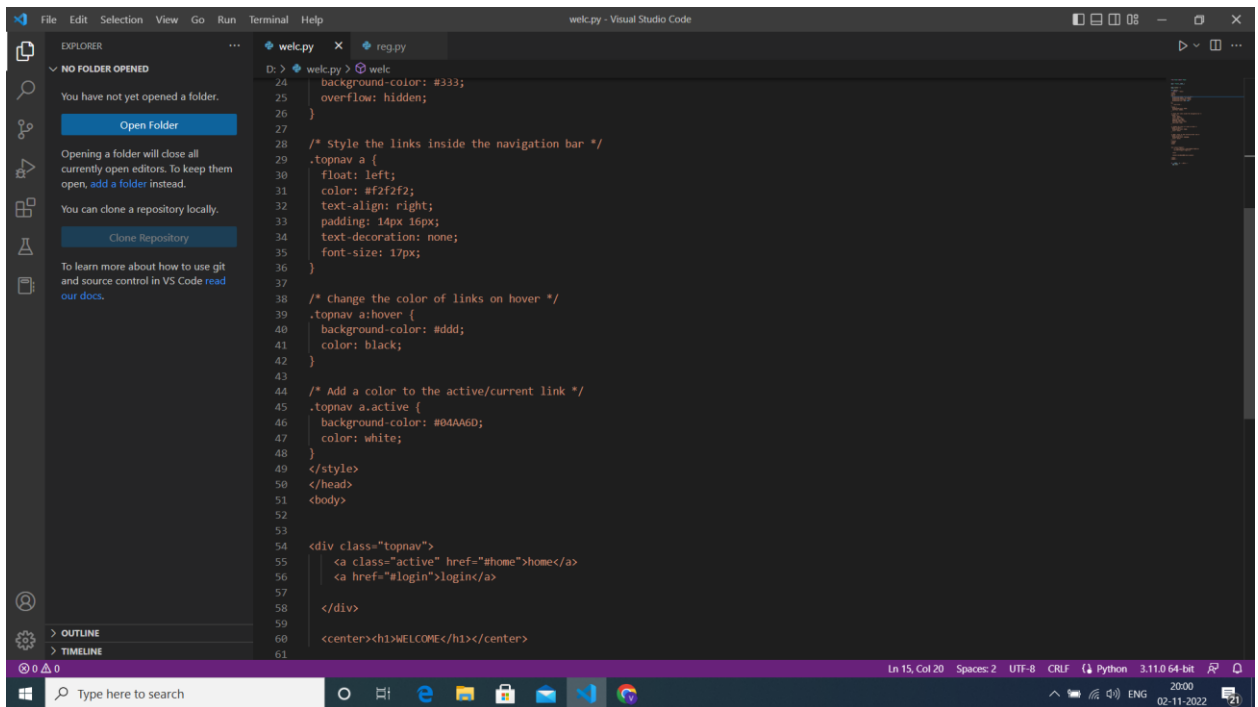 File Edit Selection View Go Run Terminal Help
welc.py - Visual Studio Code
EXPLORER ...
NO FOLDER OPENED
You have not yet opened a folder.
Open Folder
Opening a folder will close all
currently open editors. To keep them
open, add a folder instead.
You can clone a repository locally.
Clone Repository
To learn more about how to use git
and source control in VS Code read
our docs.
OUTLINE
TIMELINE
welc.py reg.py
D: > welc.py > welc
24 background-color: #333;
25 overflow: hidden;
26 }
27
28 /* Style the links inside the navigation bar */
29 .topnav a {
30 float: left;
31 color: #f2f2f2;
32 text-align: right;
33 padding: 14px 16px;
34 text-decoration: none;
35 font-size: 17px;
36 }
37
38 /* Change the color of links on hover */
39 .topnav a:hover {
40 background-color: #ddd;
41 color: black;
42 }
43
44 /* Add a color to the active/current link */
45 .topnav a.active {
46 background-color: #04AA6D;
47 color: white;
48 }
49 </style>
50 </head>
51 <body>
52
53
54 <div class="topnav">
55 <a class="active" href="#home">home</a>
56 <a href="#login">login</a>
57
58 </div>
59
60 <center><h1>WELCOME</h1></center>
61
0 0
Ln 15, Col 20 Spaces: 2 UTF-8 CRLF Python 3.11.0 64-bit
Type here to search
ENG
20:00
02-11-2022
21